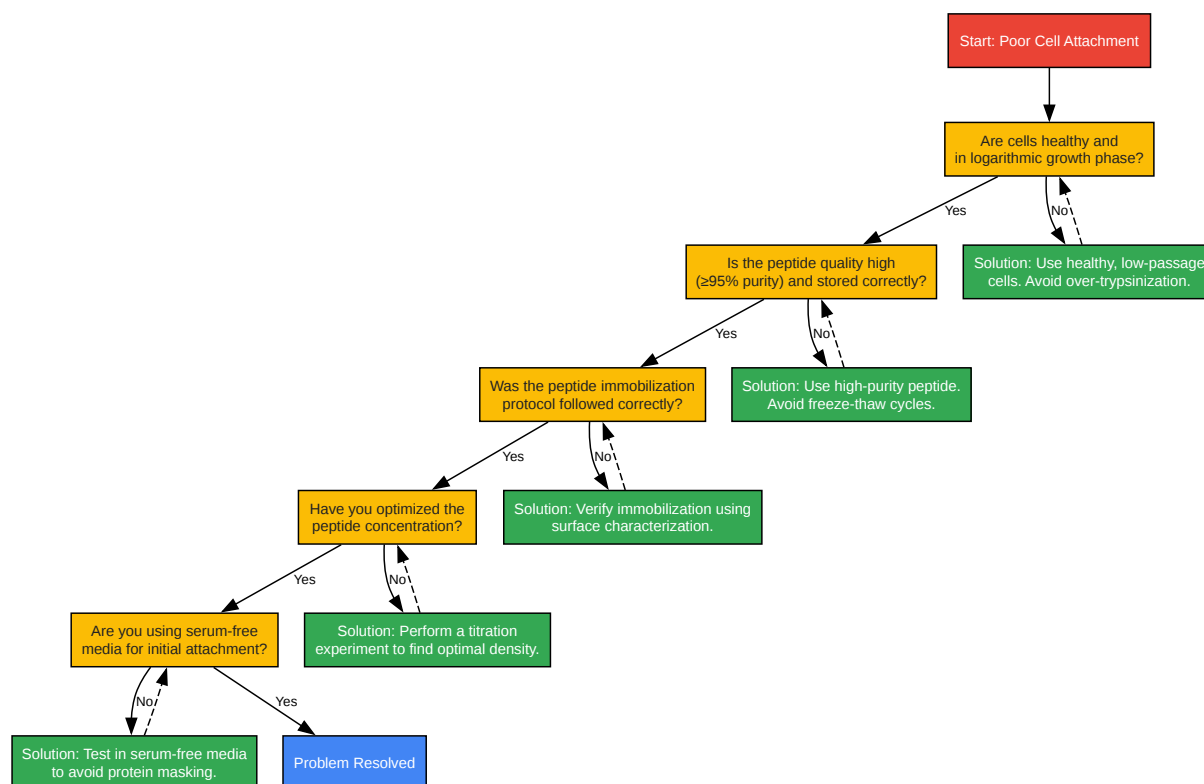 Start: Poor Cell Attachment
Are cells healthy and
in logarithmic growth phase?
Yes
No
Is the peptide quality high
(≥95% purity) and stored correctly?
Solution: Use healthy, low-passage
cells. Avoid over-trypsinization.
Yes
No
Was the peptide immobilization
protocol followed correctly?
Solution: Use high-purity peptide.
Avoid freeze-thaw cycles.
Yes
No
Have you optimized the
peptide concentration?
Solution: Verify immobilization using
surface characterization.
Yes
No
Are you using serum-free
media for initial attachment?
Solution: Perform a titration
experiment to find optimal density.
No
Yes
Solution: Test in serum-free media
to avoid protein masking.
Problem Resolved